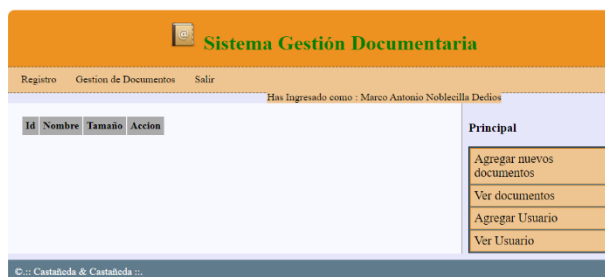 Sistema Gestión Documentaria
Registro Gestion de Documentos Salir
Has Ingresado como : Marco Antonio Noblecilla Dedios
Id Nombre Tamaño Accion
Principal
Agregar nuevos
documentos
Ver documentos
Agregar Usuario
Ver Usuario
©.:: Castañeda & Castañeda ::.